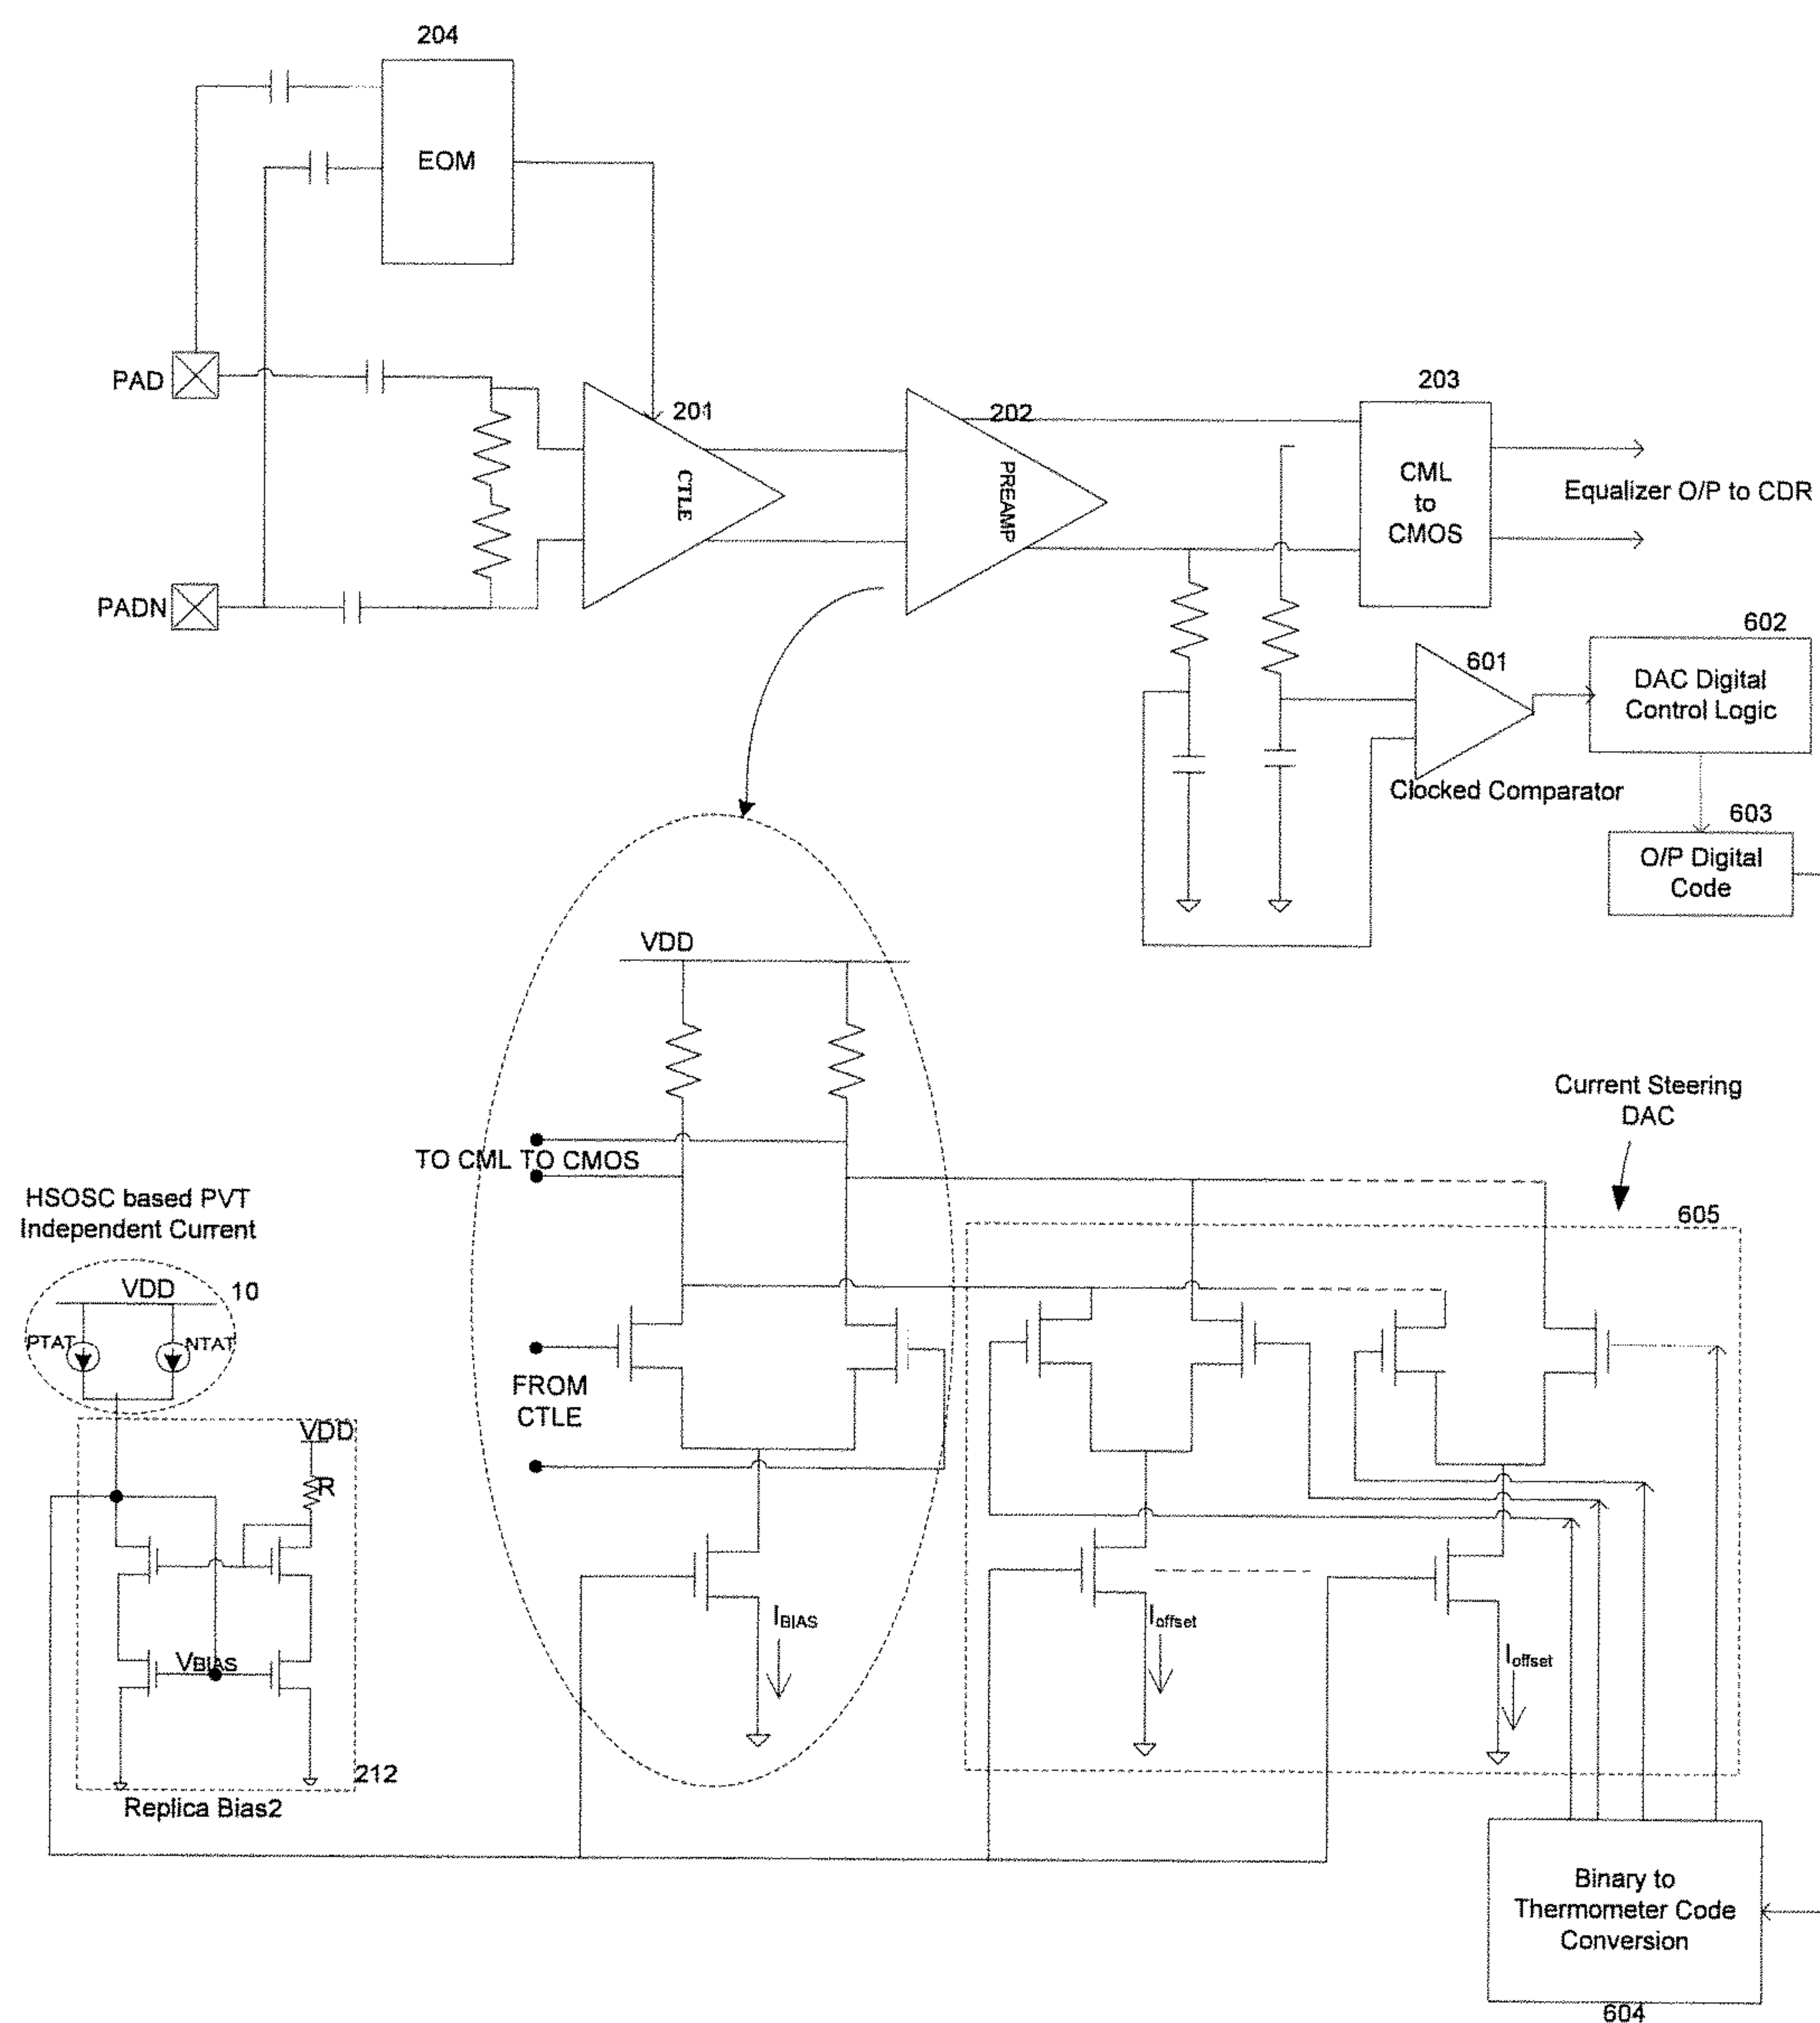 204
EOM
PAD
201
202
203
CTLE
PREAMP
CML
to
CMOS
Equalizer O/P to CDR
PADN
602
601
DAC Digital
Control Logic
Clocked Comparator
603
O/P Digital
Code
VDD
Current Steering
DAC
TO CML TO CMOS
HSOSC based PVT
Independent Current
605
VDD
10
PTAT
NTAT
FROM
CTLE
VDD
R
IBIAS
Ioffset
Ioffset
VBIAS
212
Replica Bias2
Binary to
Thermometer Code
Conversion
604